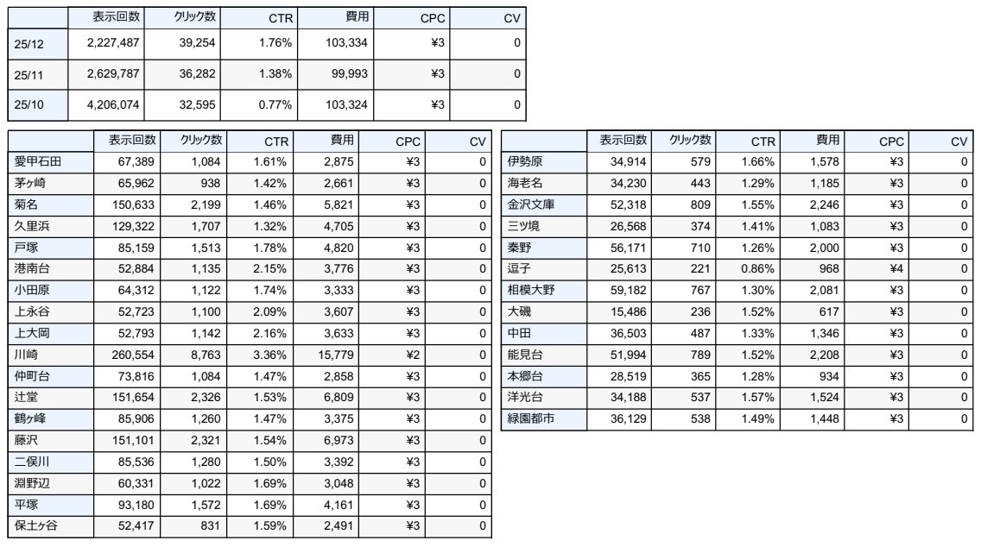 表示回数 クリック数 CTR 費用 CPC CV
25/12 2,227,487 39,254 1.76% 103,334 ¥3 0
25/11 2,629,787 36,282 1.38% 99,993 ¥3 0
25/10 4,206,074 32,595 0.77% 103,324 ¥3 0
表示回数 クリック数 CTR 費用 CPC CV
愛甲石田 67,389 1,084 1.61% 2,875 ¥3 0
茅ヶ崎 65,962 938 1.42% 2,661 ¥3 0
菊名 150,633 2,199 1.46% 5,821 ¥3 0
久里浜 129,322 1,707 1.32% 4,705 ¥3 0
戸塚 85,159 1,513 1.78% 4,820 ¥3 0
港南台 52,884 1,135 2.15% 3,776 ¥3 0
小田原 64,312 1,122 1.74% 3,333 ¥3 0
上永谷 52,723 1,100 2.09% 3,607 ¥3 0
上大岡 52,793 1,142 2.16% 3,633 ¥3 0
川崎 260,554 8,763 3.36% 15,779 ¥2 0
仲町台 73,816 1,084 1.47% 2,858 ¥3 0
辻堂 151,654 2,326 1.53% 6,809 ¥3 0
鶴ヶ峰 85,906 1,260 1.47% 3,375 ¥3 0
藤沢 151,101 2,321 1.54% 6,973 ¥3 0
二俣川 85,536 1,280 1.50% 3,392 ¥3 0
淵野辺 60,331 1,022 1.69% 3,048 ¥3 0
平塚 93,180 1,572 1.69% 4,161 ¥3 0
保土ヶ谷 52,417 831 1.59% 2,491 ¥3 0
表示回数 クリック数 CTR 費用 CPC CV
伊勢原 34,914 579 1.66% 1,578 ¥3 0
海老名 34,230 443 1.29% 1,185 ¥3 0
金沢文庫 52,318 809 1.55% 2,246 ¥3 0
三ツ境 26,568 374 1.41% 1,083 ¥3 0
秦野 56,171 710 1.26% 2,000 ¥3 0
逗子 25,613 221 0.86% 968 ¥4 0
相模大野 59,182 767 1.30% 2,081 ¥3 0
大磯 15,486 236 1.52% 617 ¥3 0
中田 36,503 487 1.33% 1,346 ¥3 0
能見台 51,994 789 1.52% 2,208 ¥3 0
本郷台 28,519 365 1.28% 934 ¥3 0
洋光台 34,188 537 1.57% 1,524 ¥3 0
緑園都市 36,129 538 1.49% 1,448 ¥3 0